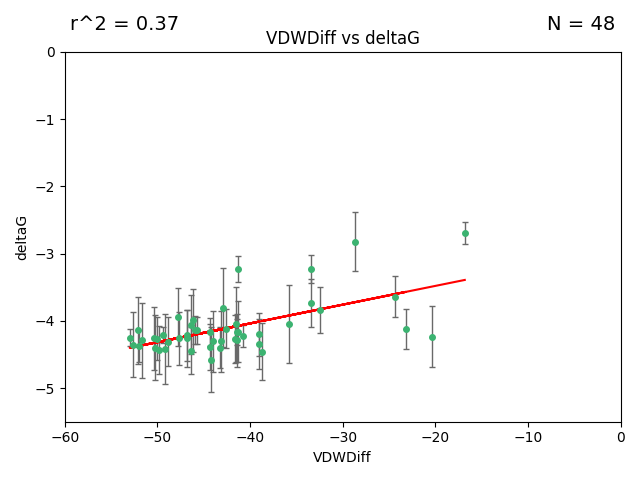 r^2 = 0.37
N = 48
VDWDiff vs deltaG
0
−1
−2
−3
−4
−5
deltaG
−60 −50 −40 −30 −20 −10 0
VDWDiff